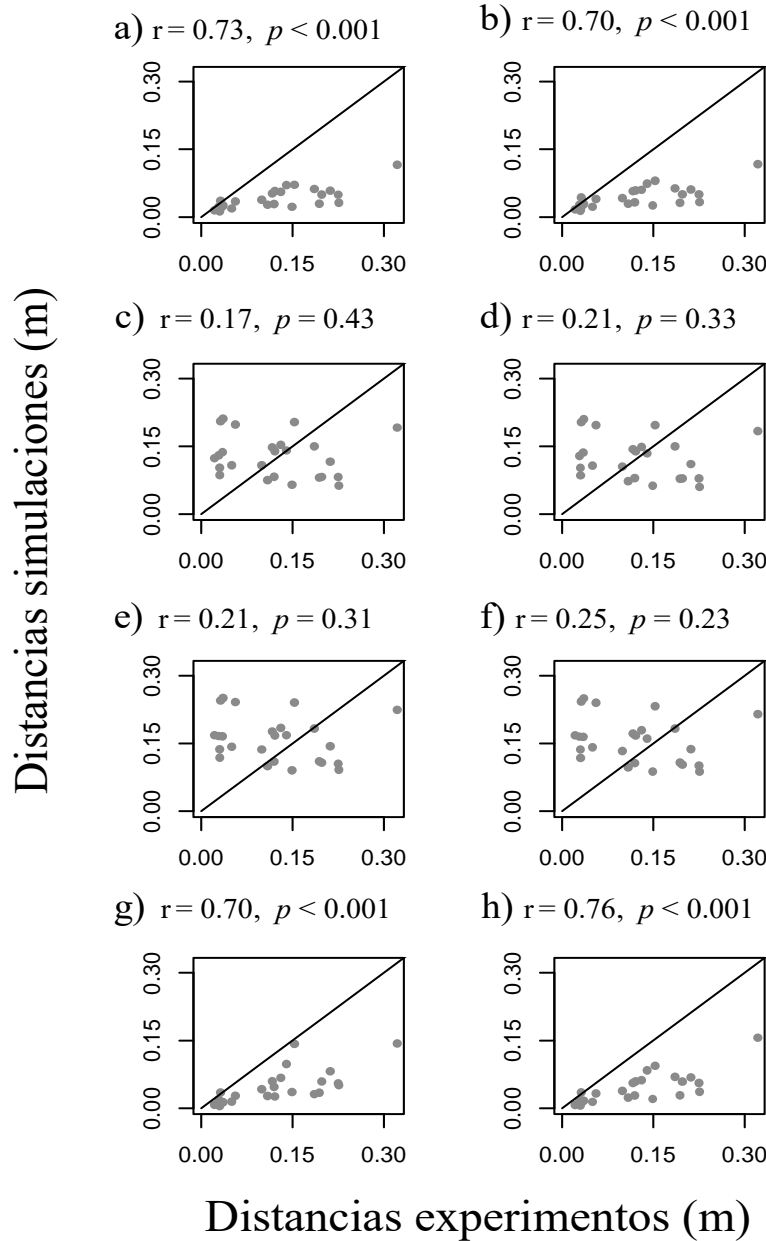 a) r = 0.73, p < 0.001
b) r = 0.70, p < 0.001
0.00 0.15 0.30
0.00 0.15 0.30
0.00 0.15 0.30
0.00 0.15 0.30
c) r = 0.17, p = 0.43
d) r = 0.21, p = 0.33
0.00 0.15 0.30
0.00 0.15 0.30
0.00 0.15 0.30
0.00 0.15 0.30
e) r = 0.21, p = 0.31
f) r = 0.25, p = 0.23
0.00 0.15 0.30
0.00 0.15 0.30
0.00 0.15 0.30
0.00 0.15 0.30
g) r = 0.70, p < 0.001
h) r = 0.76, p < 0.001
0.00 0.15 0.30
0.00 0.15 0.30
0.00 0.15 0.30
0.00 0.15 0.30
Distancias simulaciones (m)
Distancias experimentos (m)